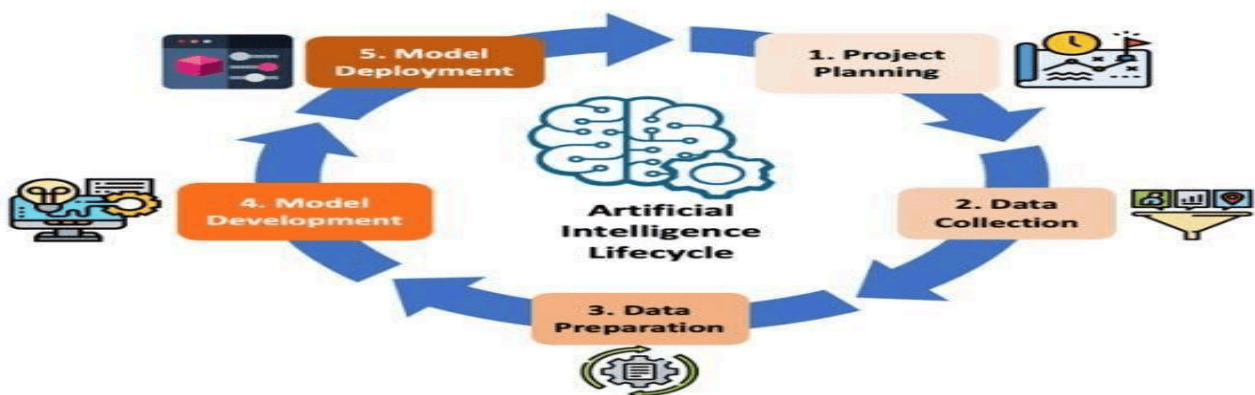 1. Project
Planning
2. Data
Collection
3. Data
Preparation
4. Model
Development
5. Model
Deployment
Artificial
Intelligence
Lifecycle